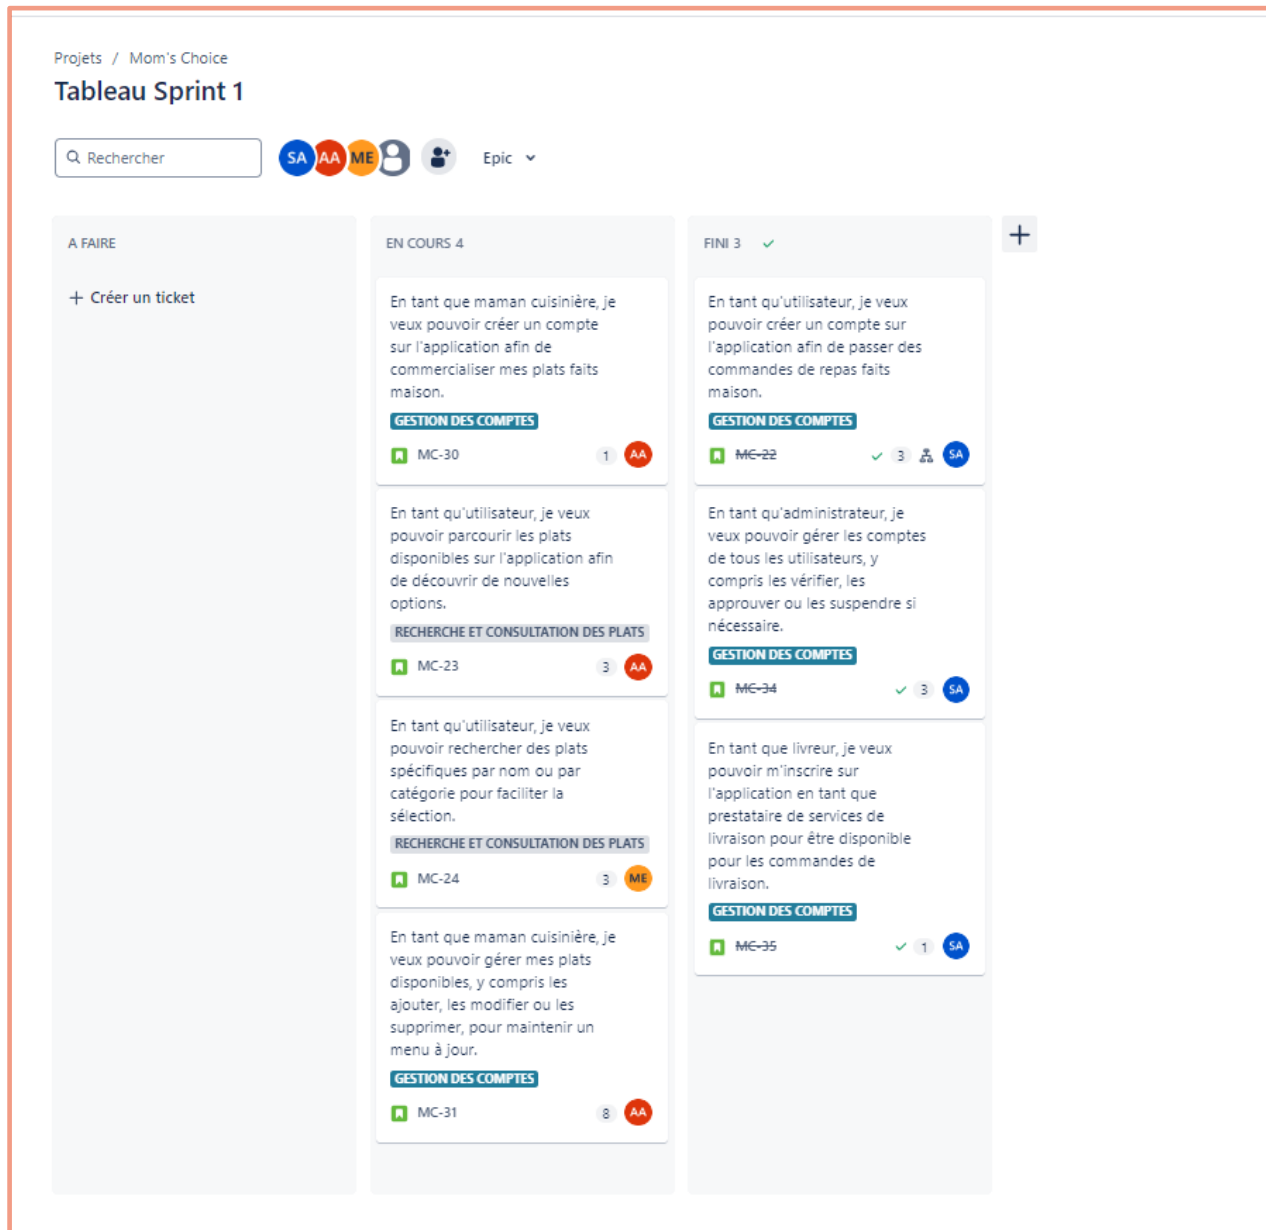 Projets / Mom's Choice
Tableau Sprint 1
Rechercher
SA AA ME
Epic
A FAIRE
+ Créer un ticket
EN COURS 4
En tant que maman cuisinière, je
veux pouvoir créer un compte
sur l'application afin de
commercialiser mes plats faits
maison.
GESTION DES COMPTES
MC-30 1 AA
En tant qu'utilisateur, je veux
pouvoir parcourir les plats
disponibles sur l'application afin
de découvrir de nouvelles
options.
RECHERCHE ET CONSULTATION DES PLATS
MC-23 3 AA
En tant qu'utilisateur, je veux
pouvoir rechercher des plats
spécifiques par nom ou par
catégorie pour faciliter la
sélection.
RECHERCHE ET CONSULTATION DES PLATS
MC-24 3 ME
En tant que maman cuisinière, je
veux pouvoir gérer mes plats
disponibles, y compris les
ajouter, les modifier ou les
supprimer, pour maintenir un
menu à jour.
GESTION DES COMPTES
MC-31 8 AA
FINI 3
En tant qu'utilisateur, je veux
pouvoir créer un compte sur
l'application afin de passer des
commandes de repas faits
maison.
GESTION DES COMPTES
MC-22 3 SA
En tant qu'administrateur, je
veux pouvoir gérer les comptes
de tous les utilisateurs, y
compris les vérifier, les
approuver ou les suspendre si
nécessaire.
GESTION DES COMPTES
MC-34 3 SA
En tant que livreur, je veux
pouvoir m'inscrire sur
l'application en tant que
prestataire de services de
livraison pour être disponible
pour les commandes de
livraison.
GESTION DES COMPTES
MC-35 1 SA